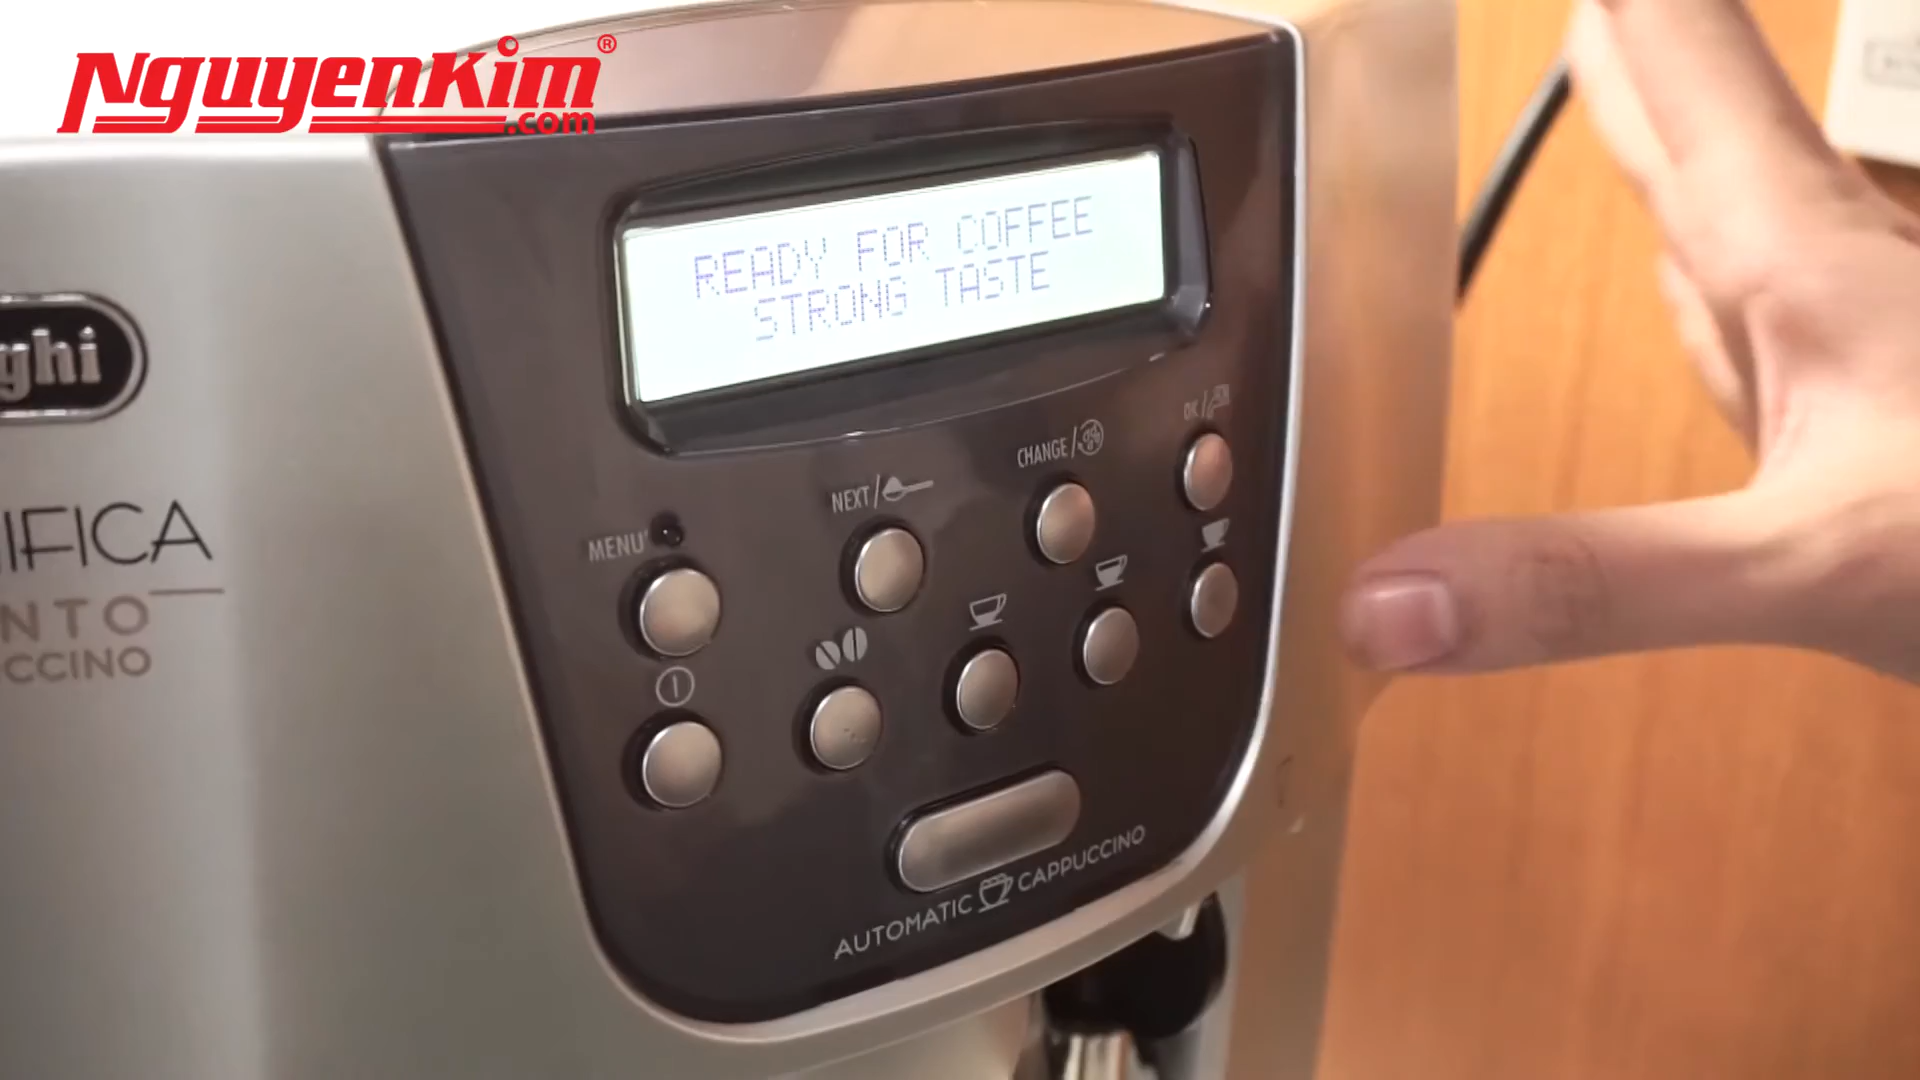 NguyenKim®
.com
READY FOR COFFEE
STRONG TASTE
ghi
IFICA
NTO
CCINO
MENU'
NEXT/
CHANGE/
OK/
AUTOMATIC CAPPUCCINO